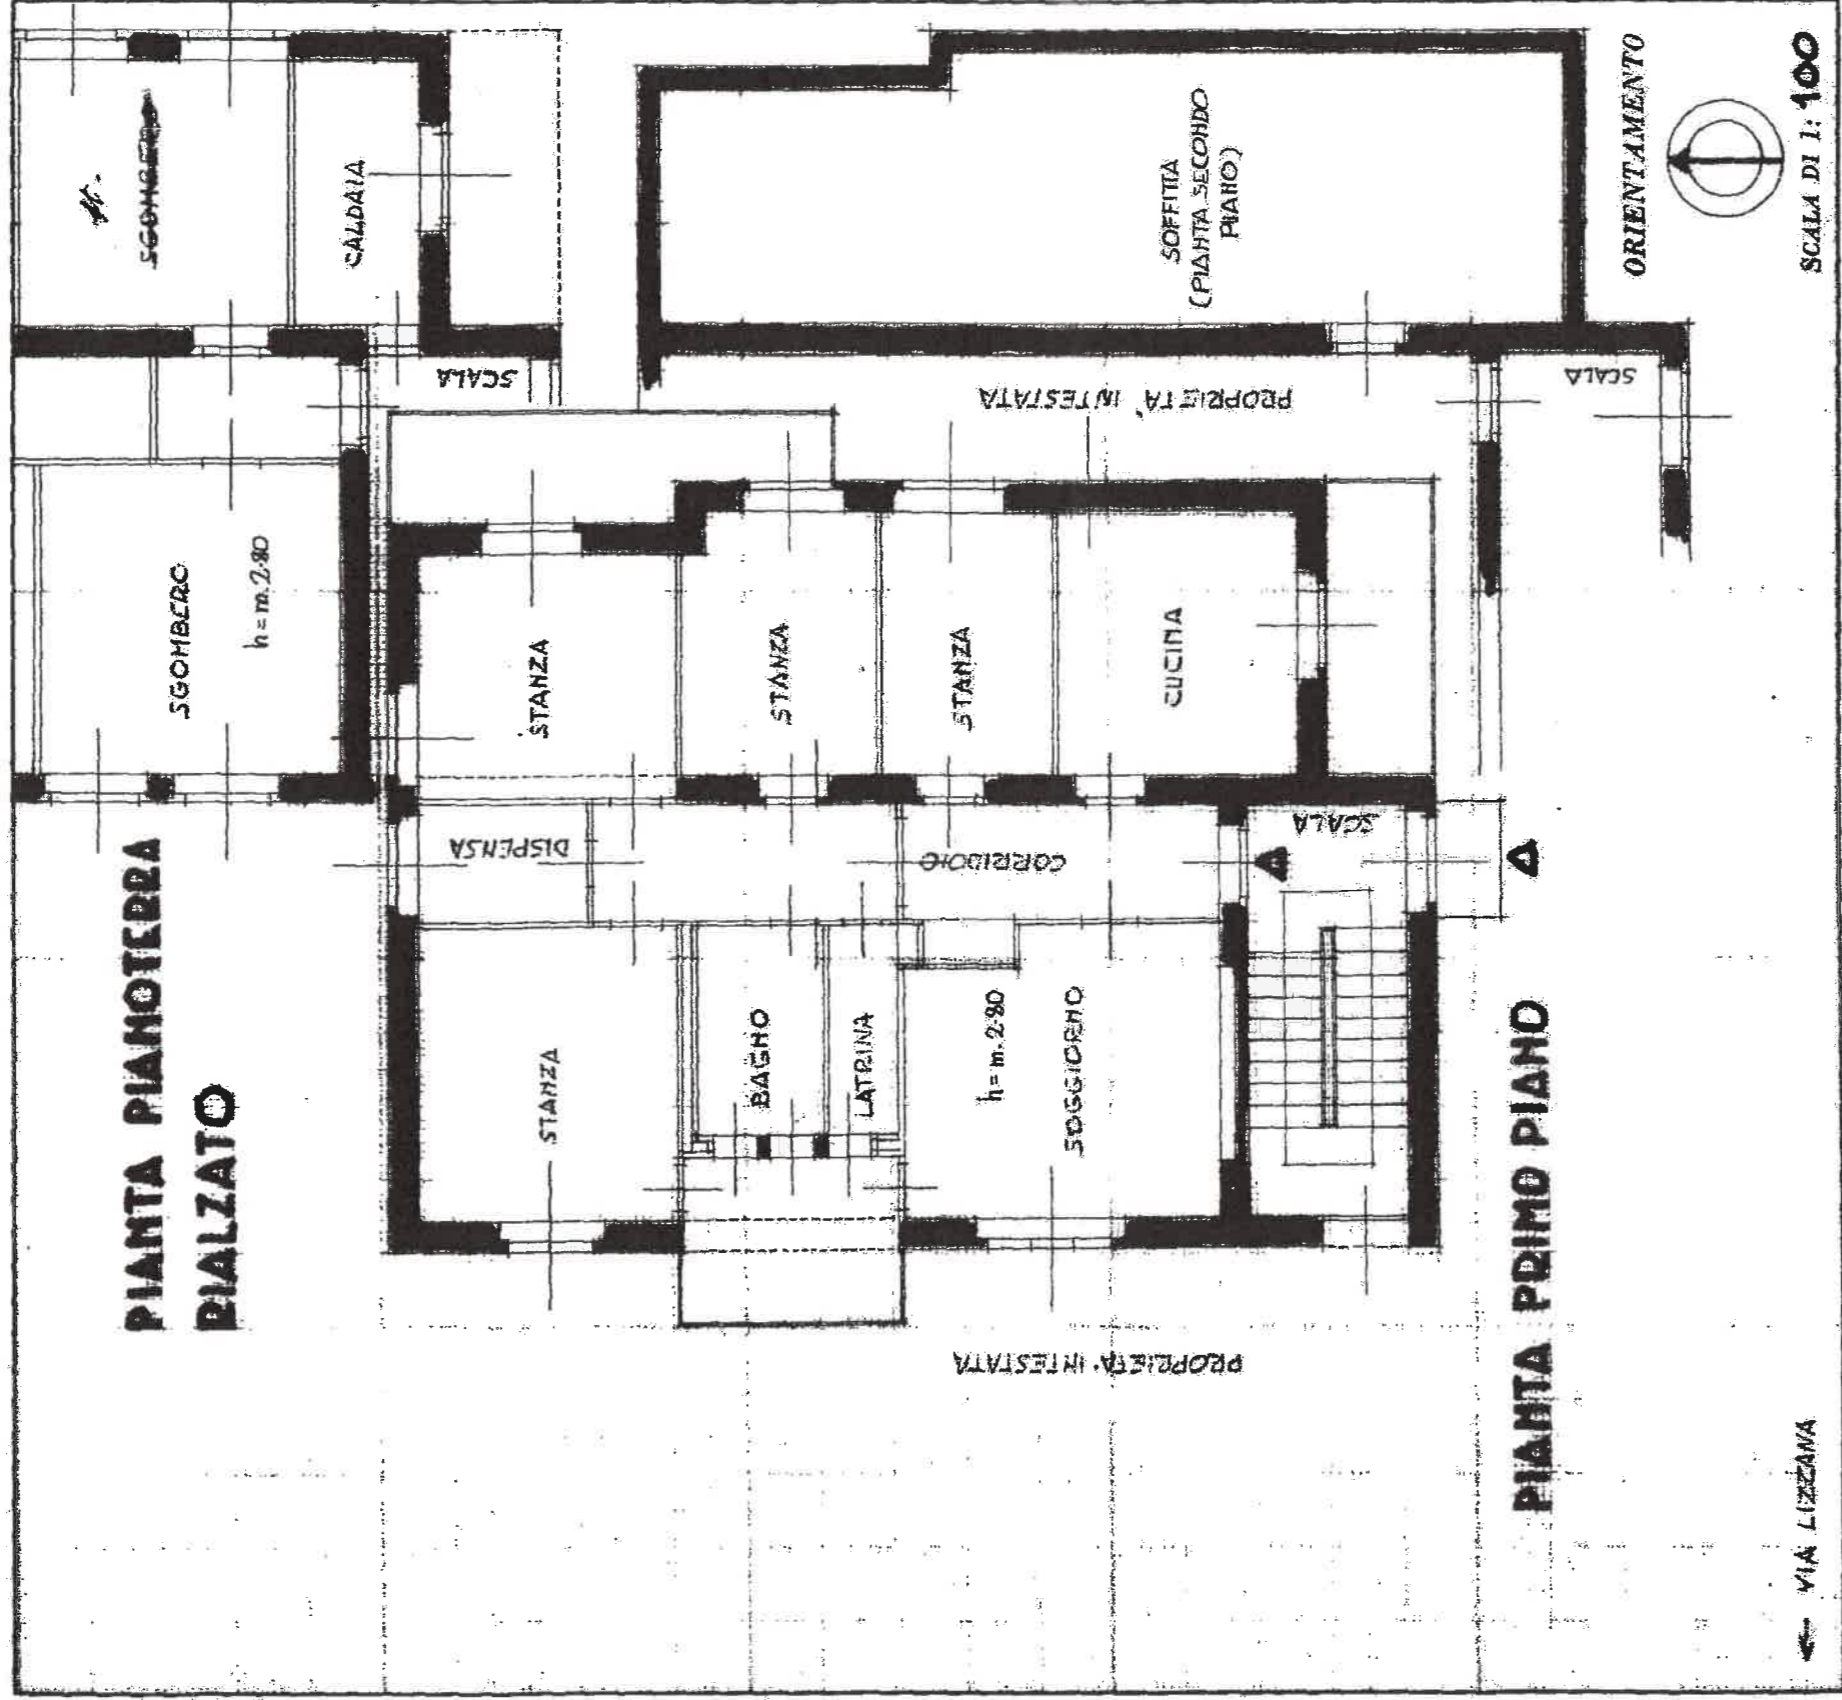 PIANTA PIANOTERRA
RIALZATO
SGOMBERO
CALDAIA
SCALA
SGOMBERO
h = m. 2.80
SOFFITTA
(PIANTA SECONDO
PIANO)
PROPRIETA' INTESTATA
SCALA
STANZA
STANZA
STANZA
CUCINA
DISPENSA
CORRIDOIO
SCALA
STANZA
BAGNO
LATRINA
h = m. 2.80
SOGGIORNO
PROPRIETA' INTESTATA
PIANTA PRIMO PIANO
ORIENTAMENTO
SCALA DI 1: 100
← VIA LIZZANA